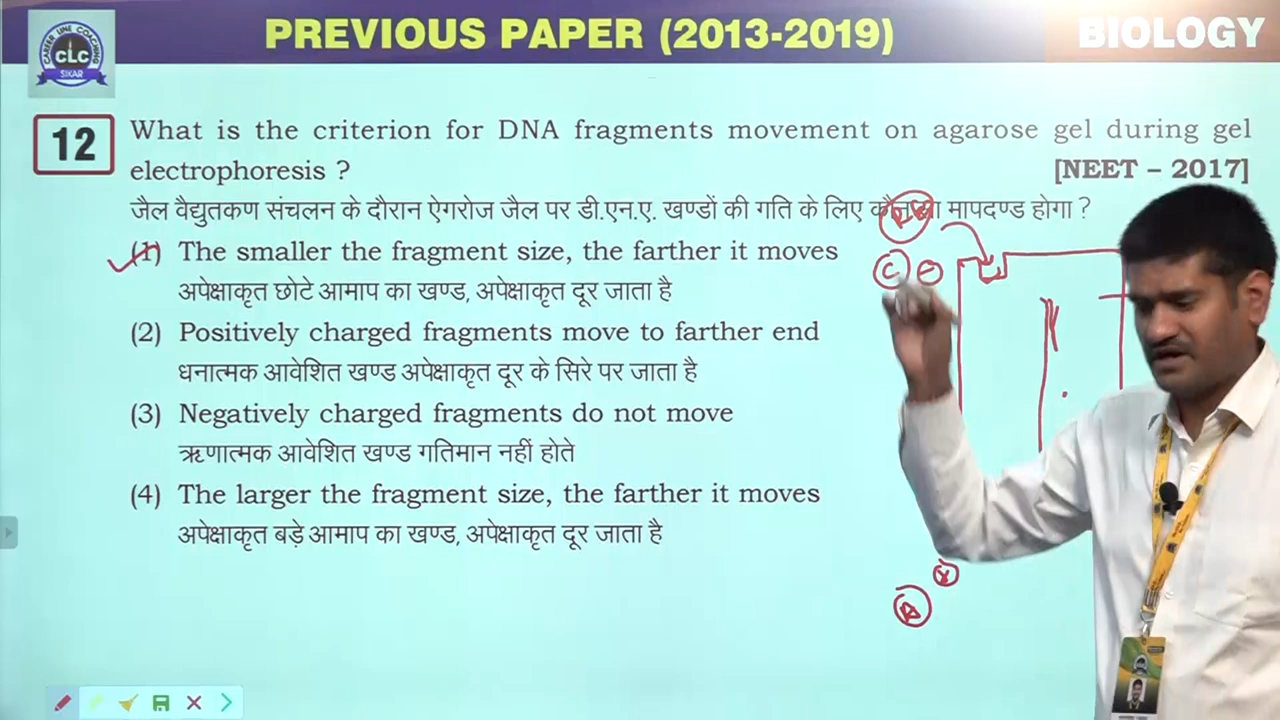 PREVIOUS PAPER (2013-2019)
BIOLOGY
CAREER LINE COACHING
CLC
SIKAR
12
What is the criterion for DNA fragments movement on agarose gel during gel
electrophoresis ?
[NEET – 2017]
जैल वैद्युतकण संचलन के दौरान ऐगरोज जैल पर डी.एन.ए. खण्डों की गति के लिए मापदण्ड होगा ?
(1) The smaller the fragment size, the farther it moves
अपेक्षाकृत छोटे आमाप का खण्ड, अपेक्षाकृत दूर जाता है
(2) Positively charged fragments move to farther end
धनात्मक आवेशित खण्ड अपेक्षाकृत दूर के सिरे पर जाता है
(3) Negatively charged fragments do not move
ऋणात्मक आवेशित खण्ड गतिमान नहीं होते
(4) The larger the fragment size, the farther it moves
अपेक्षाकृत बड़े आमाप का खण्ड, अपेक्षाकृत दूर जाता है
C
A